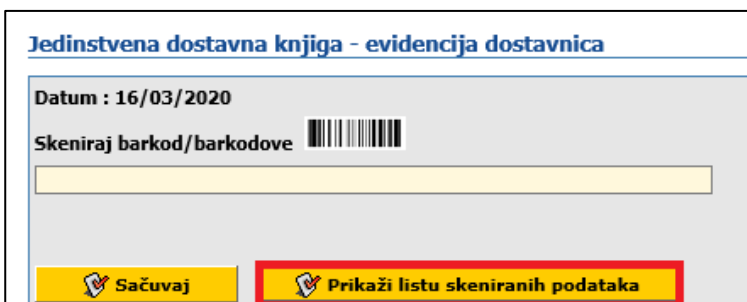 Jedinstvena dostavna knjiga - evidencija dostavnica
Datum : 16/03/2020
Skeniraj barkod/barkodove
Sačuvaj
Prikaži listu skeniranih podataka